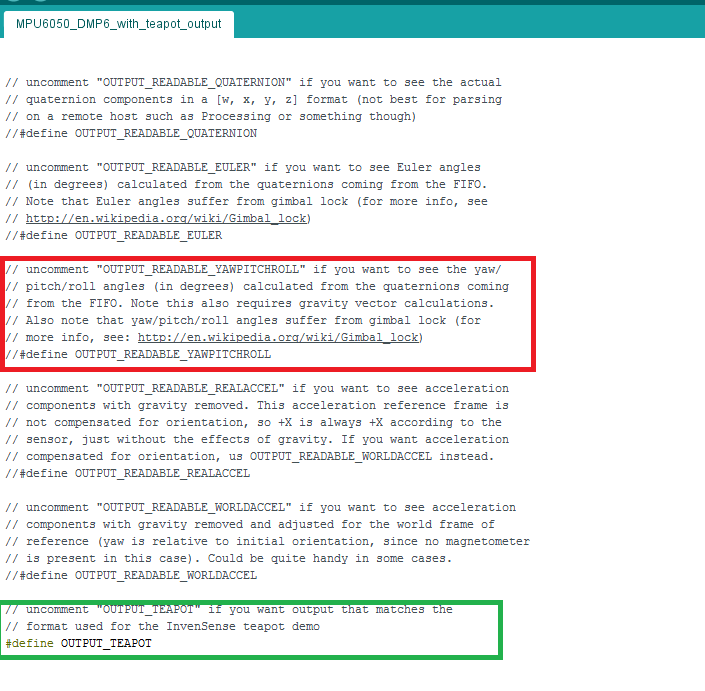 MPU6050_DMP6_with_teapot_output
// uncomment "OUTPUT_READABLE_QUATERNION" if you want to see the actual
// quaternion components in a [w, x, y, z] format (not best for parsing
// on a remote host such as Processing or something though)
//#define OUTPUT_READABLE_QUATERNION
// uncomment "OUTPUT_READABLE_EULER" if you want to see Euler angles
// (in degrees) calculated from the quaternions coming from the FIFO.
// Note that Euler angles suffer from gimbal lock (for more info, see
// http://en.wikipedia.org/wiki/Gimbal_lock)
//#define OUTPUT_READABLE_EULER
// uncomment "OUTPUT_READABLE_YAWPITCHROLL" if you want to see the yaw/
// pitch/roll angles (in degrees) calculated from the quaternions coming
// from the FIFO. Note this also requires gravity vector calculations.
// Also note that yaw/pitch/roll angles suffer from gimbal lock (for
// more info, see: http://en.wikipedia.org/wiki/Gimbal_lock)
//#define OUTPUT_READABLE_YAWPITCHROLL
// uncomment "OUTPUT_READABLE_REALACCEL" if you want to see acceleration
// components with gravity removed. This acceleration reference frame is
// not compensated for orientation, so +X is always +X according to the
// sensor, just without the effects of gravity. If you want acceleration
// compensated for orientation, us OUTPUT_READABLE_WORLDACCEL instead.
//#define OUTPUT_READABLE_REALACCEL
// uncomment "OUTPUT_READABLE_WORLDACCEL" if you want to see acceleration
// components with gravity removed and adjusted for the world frame of
// reference (yaw is relative to initial orientation, since no magnetometer
// is present in this case). Could be quite handy in some cases.
//#define OUTPUT_READABLE_WORLDACCEL
// uncomment "OUTPUT_TEAPOT" if you want output that matches the
// format used for the InvenSense teapot demo
#define OUTPUT_TEAPOT